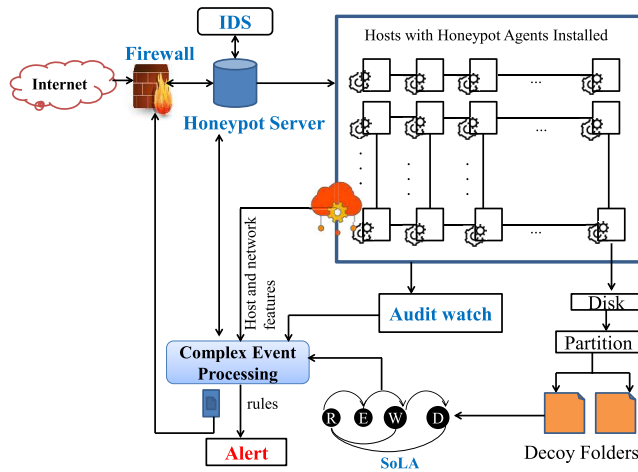 IDS
Hosts with Honeypot Agents Installed
Firewall
Internet
Honeypot Server
...
...
...
Host and network
features
Audit watch
Disk
Partition
Complex Event
Processing
rules
R E W D
Alert
SoLA
Decoy Folders